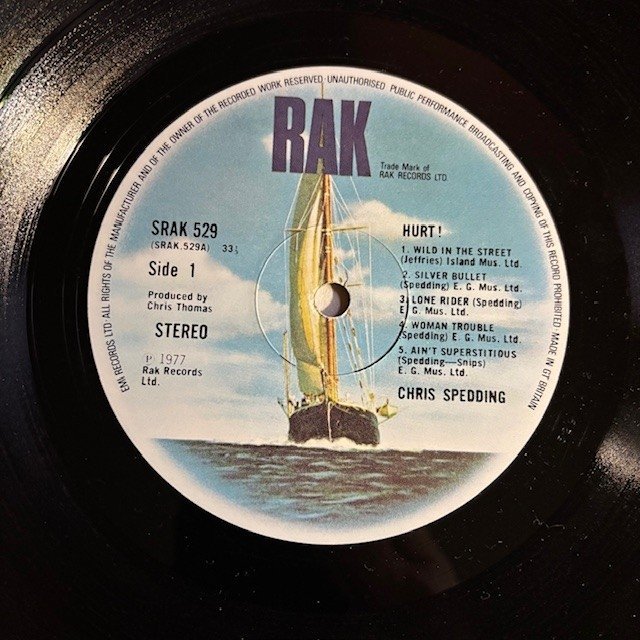 EMI RECORDS LTD ALL RIGHTS OF THE MANUFACTURER AND OF THE OWNER OF THE RECORDED WORK RESERVED · UNAUTHORISED PUBLIC PERFORMANCE BROADCASTING AND COPYING OF THIS RECORD PROHIBITED MADE IN GT BRITAIN
RAK
Trade Mark of
RAK RECORDS LTD.
SRAK 529
(SRAK.529A) 33⅓
Side 1
Produced by
Chris Thomas
STEREO
℗ 1977
Rak Records
Ltd.
HURT!
1. WILD IN THE STREET
(Jeffries) Island Mus. Ltd.
2. SILVER BULLET
(Spedding) E. G. Mus. Ltd.
3. LONE RIDER (Spedding)
E. G. Mus. Ltd.
4. WOMAN TROUBLE
(Spedding) E. G. Mus. Ltd.
5. AIN'T SUPERSTITIOUS
(Spedding—Snips)
E. G. Mus. Ltd.
CHRIS SPEDDING